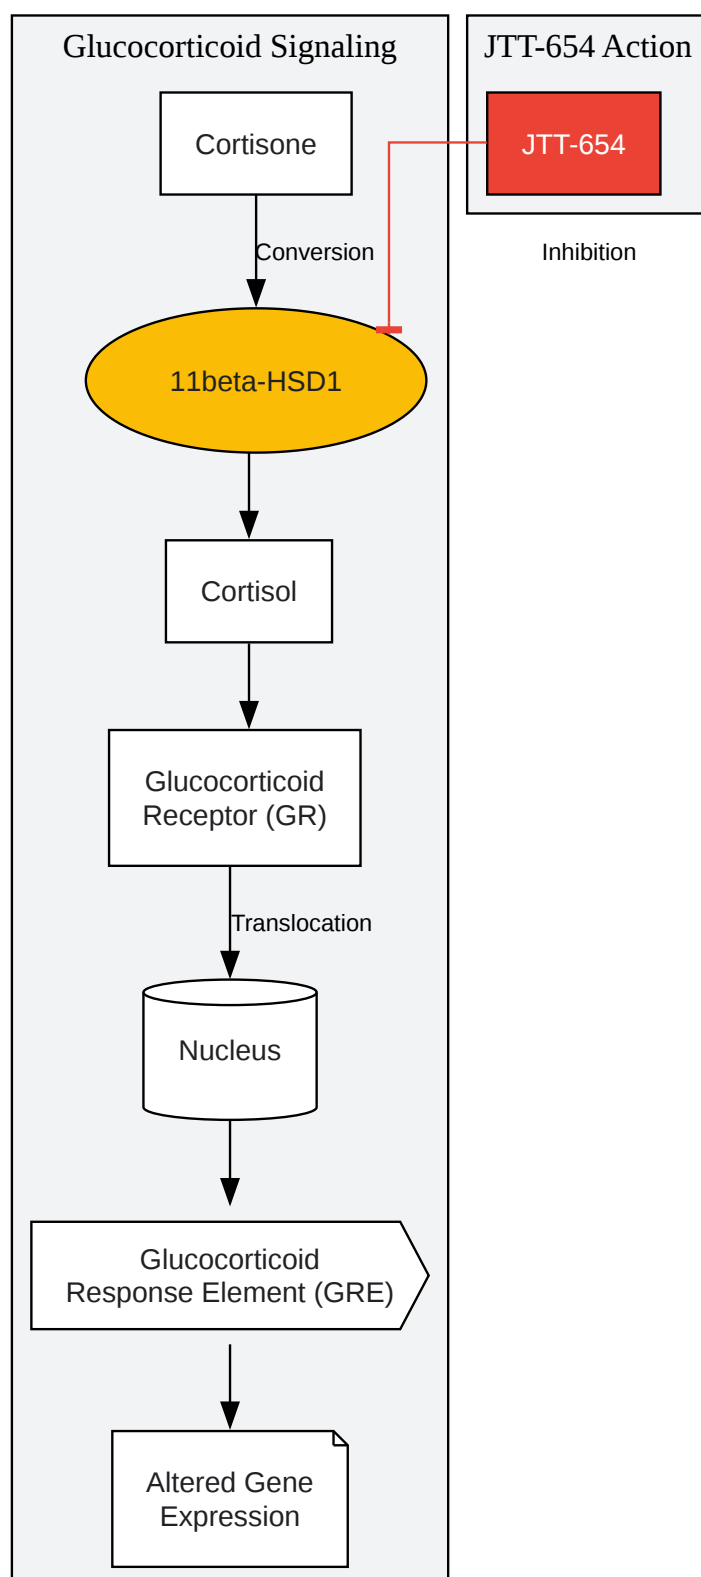 Glucocorticoid Signaling
JTT-654 Action
Cortisone
JTT-654
Conversion
Inhibition
11beta-HSD1
Cortisol
Glucocorticoid
Receptor (GR)
Translocation
Nucleus
Glucocorticoid
Response Element (GRE)
Altered Gene
Expression